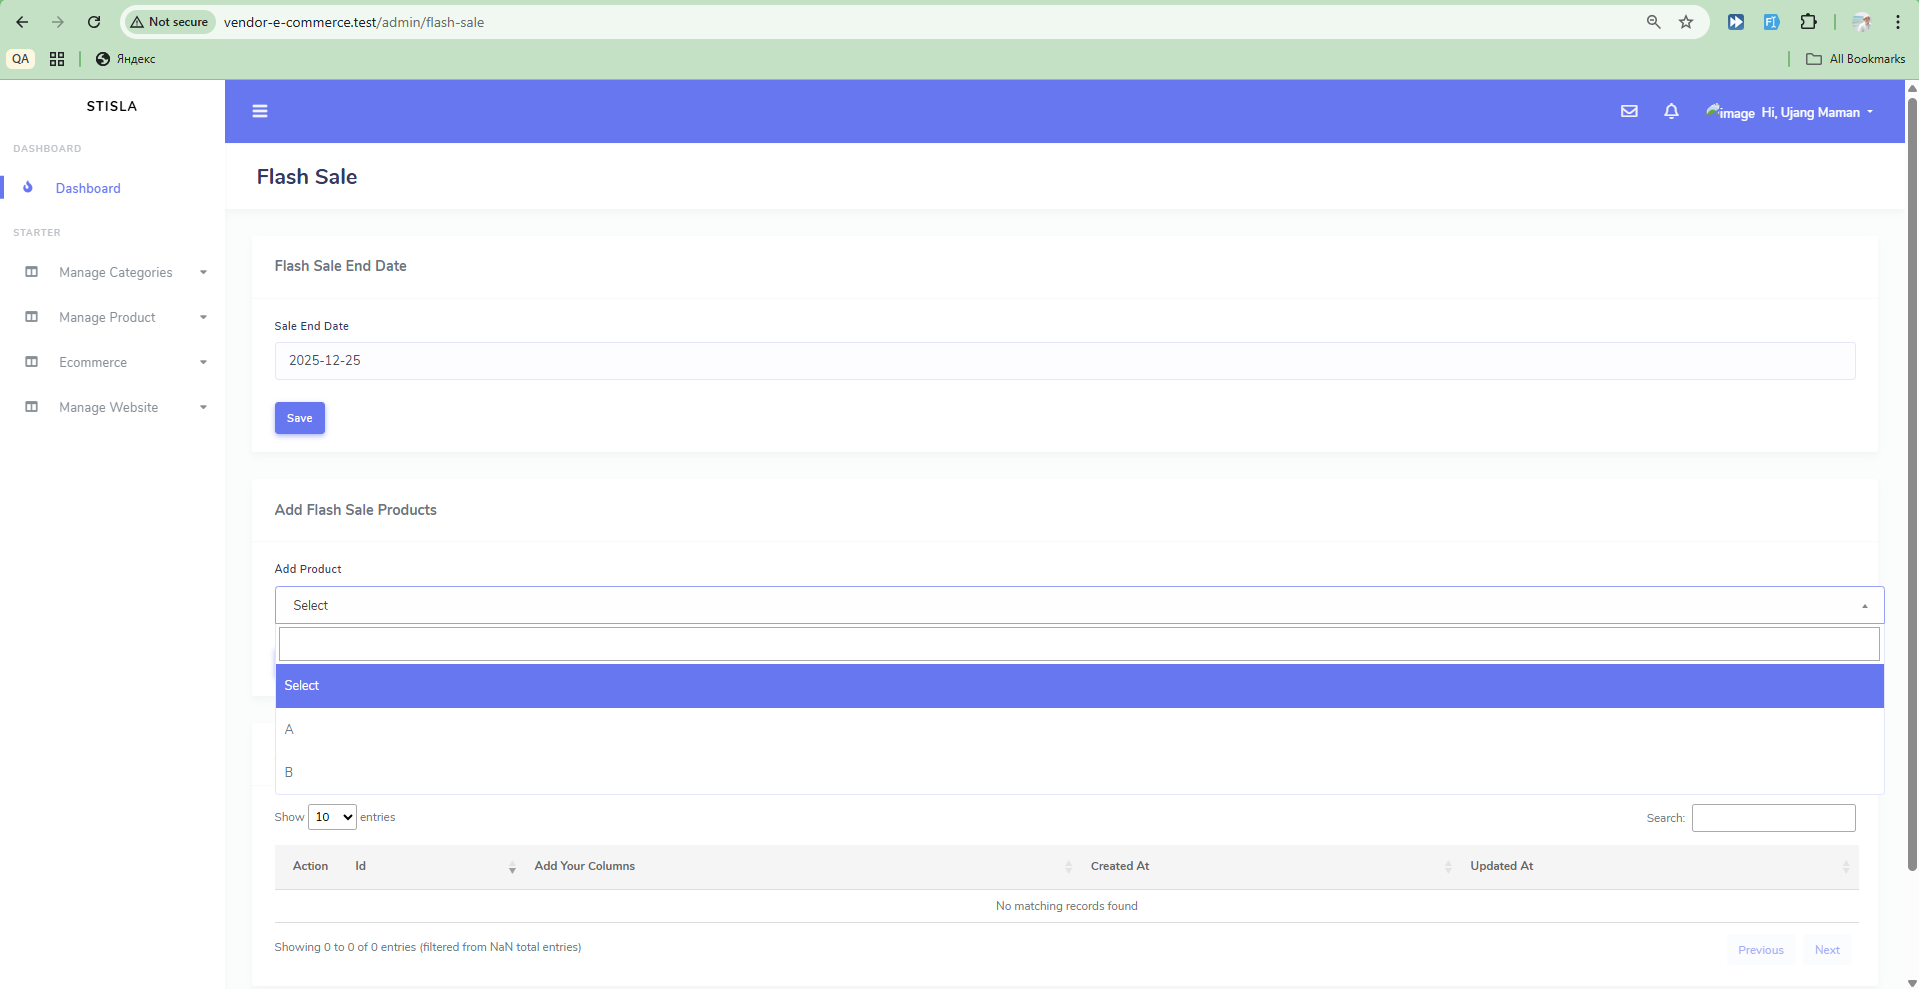 Not secure
vendor-e-commerce.test/admin/flash-sale
QA
Яндекс
All Bookmarks
STISLA
image Hi, Ujang Maman
DASHBOARD
Dashboard
STARTER
Manage Categories
Manage Product
Ecommerce
Manage Website
Flash Sale
Flash Sale End Date
Sale End Date
2025-12-25
Save
Add Flash Sale Products
Add Product
Select
Select
A
B
Show 10 entries
Search:
Action Id Add Your Columns Created At Updated At
No matching records found
Showing 0 to 0 of 0 entries (filtered from NaN total entries)
Previous Next